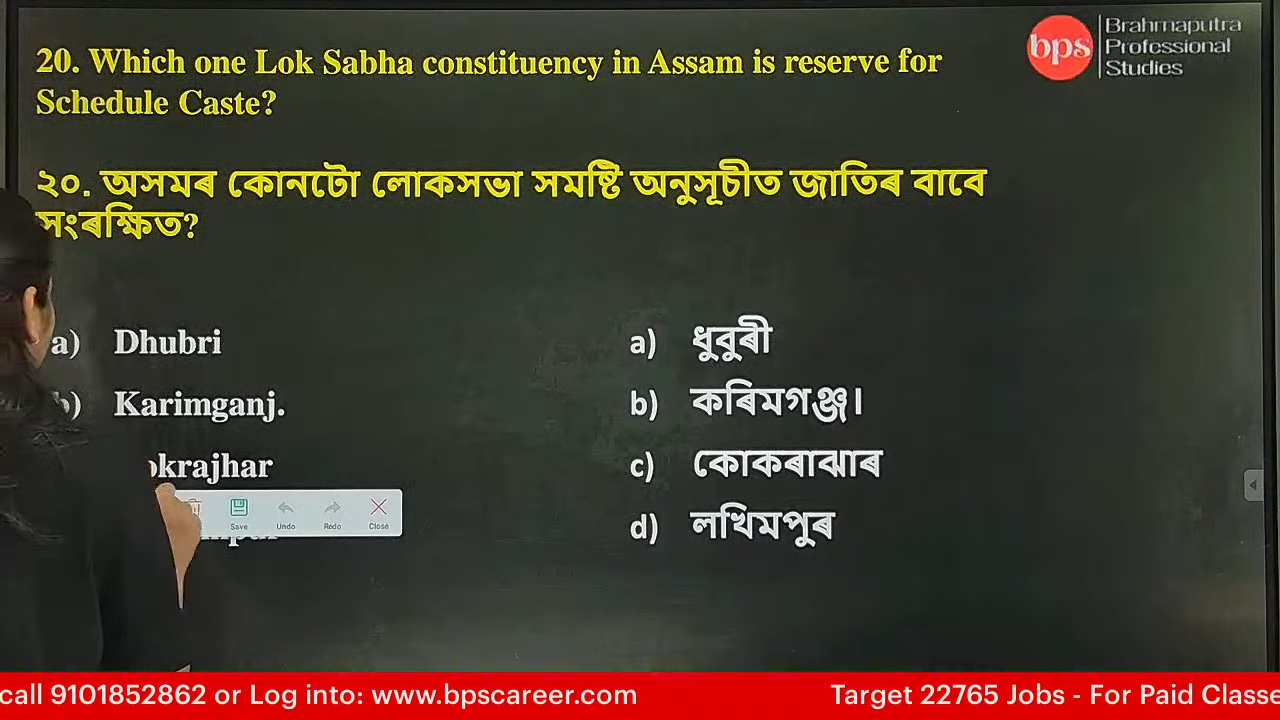 20. Which one Lok Sabha constituency in Assam is reserve for
Schedule Caste?
bps
Brahmaputra
Professional
Studies
২০. অসমৰ কোনটো লোকসভা সমষ্টি অনুসূচীত জাতিৰ বাবে
সংৰক্ষিত?
a) Dhubri
a) ধুবুৰী
b) Karimganj.
b) কৰিমগঞ্জ।
okrajhar
c) কোকৰাঝাৰ
Save Undo Redo Close
d) লখিমপুৰ
call 9101852862 or Log into: www.bpscareer.com
Target 22765 Jobs - For Paid Classe